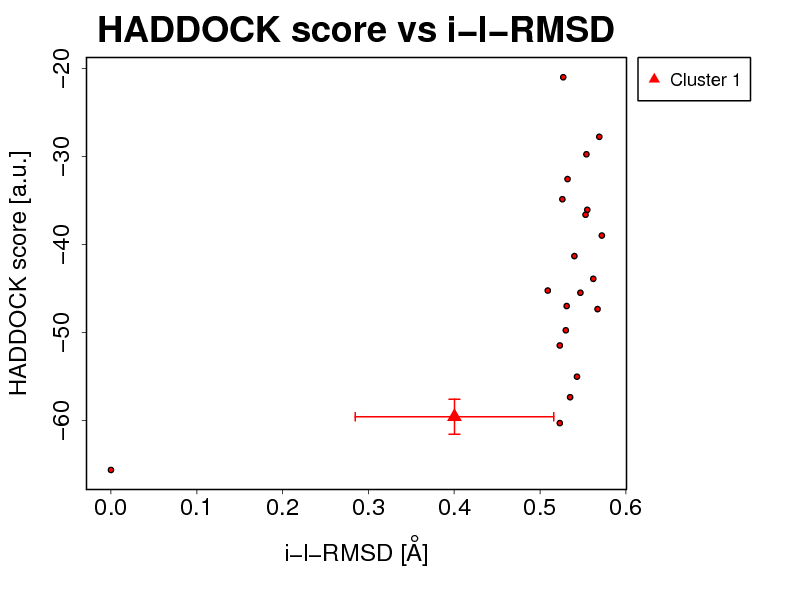 HADDOCK score vs i−l−RMSD
Cluster 1
HADDOCK score [a.u.]
−20
−30
−40
−50
−60
0.0 0.1 0.2 0.3 0.4 0.5 0.6
i−l−RMSD [Å]